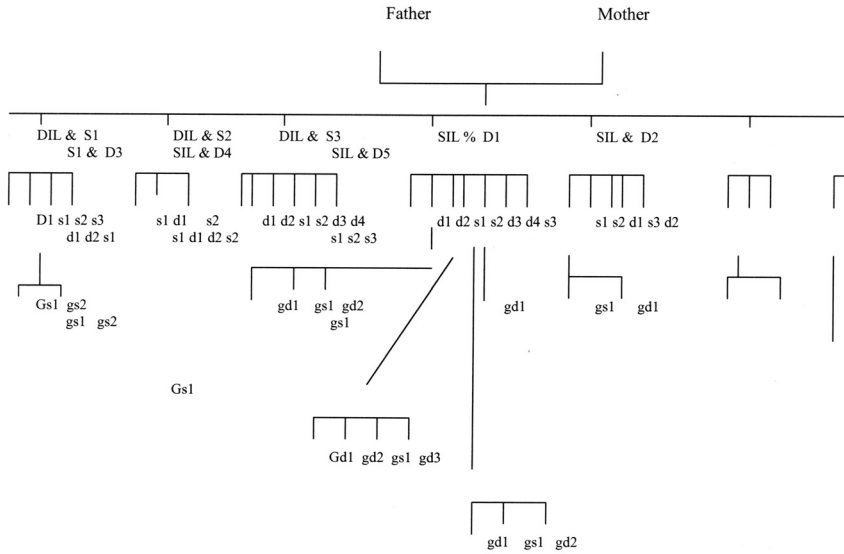 Father Mother
DIL & S1 DIL & S2 DIL & S3 SIL % D1 SIL & D2
S1 & D3 SIL & D4 SIL & D5
D1 s1 s2 s3 s1 d1 s2 d1 d2 s1 s2 d3 d4 d1 d2 s1 s2 d3 d4 s3 s1 s2 d1 s3 d2
d1 d2 s1 s1 d1 d2 s2 s1 s2 s3
Gs1 gs2 gd1 gs1 gd2 gd1 gs1 gd1
gs1 gs2 gs1
Gs1
Gd1 gd2 gs1 gd3
gd1 gs1 gd2